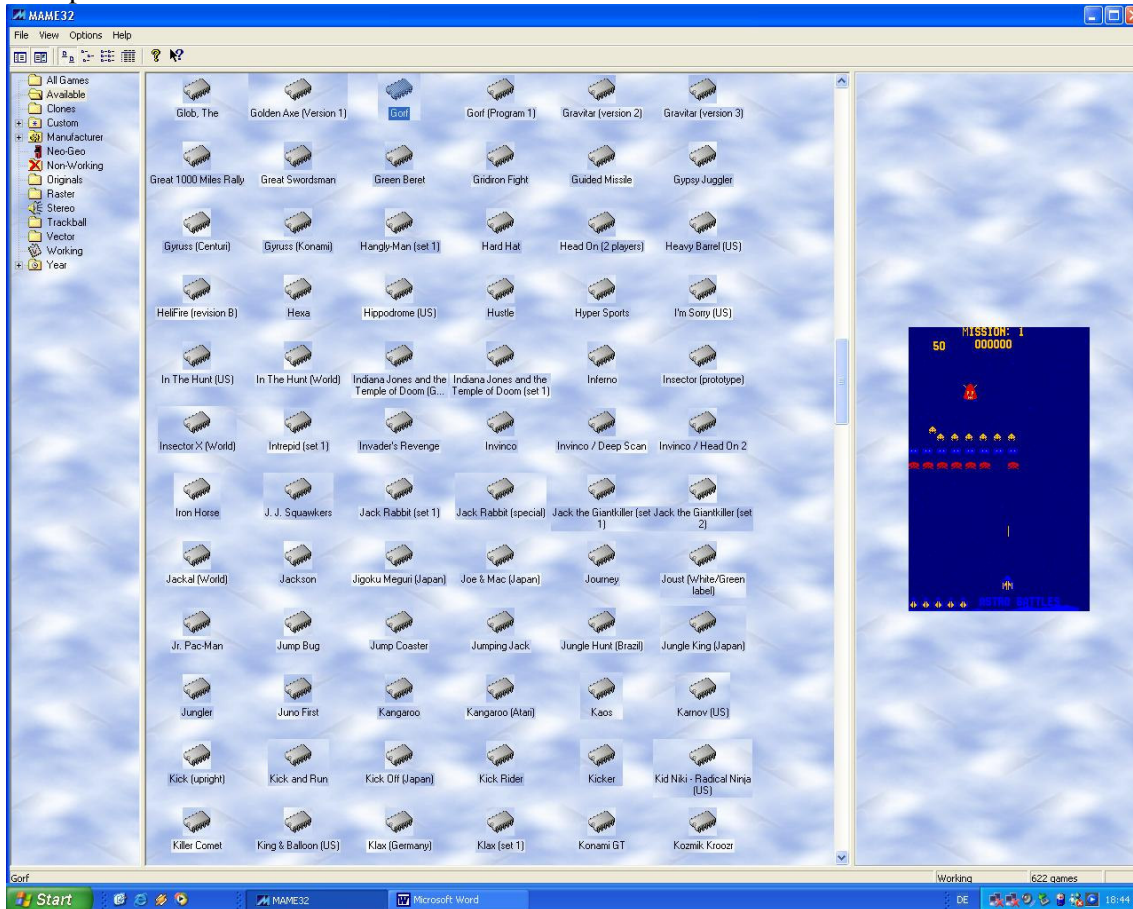 MAME32
File View Options Help
All Games
Available
Clones
Custom
Manufacturer
Neo-Geo
Non-Working
Originals
Raster
Stereo
Trackball
Vector
Working
Year
Glob, The Golden Axe (Version 1) Gorf Gorf (Program 1) Gravitar (version 2) Gravitar (version 3)
Great 1000 Miles Rally Great Swordsman Green Beret Gridiron Fight Guided Missile Gypsy Juggler
Gyruss (Centuri) Gyruss (Konami) Hangly-Man (set 1) Hard Hat Head On (2 players) Heavy Barrel (US)
HeliFire (revision B) Hexa Hippodrome (US) Hustle Hyper Sports I'm Sorry (US)
In The Hunt (US) In The Hunt (World) Indiana Jones and the Temple of Doom (G... Indiana Jones and the Temple of Doom (set 1) Inferno Insector (prototype)
Insector X (World) Intrepid (set 1) Invader's Revenge Invinco Invinco / Deep Scan Invinco / Head On 2
Iron Horse J. J. Squawkers Jack Rabbit (set 1) Jack Rabbit (special) Jack the Giantkiller (set 1) Jack the Giantkiller (set 2)
Jackal (World) Jackson Jigoku Meguri (Japan) Joe & Mac (Japan) Journey Joust (White/Green label)
Jr. Pac-Man Jump Bug Jump Coaster Jumping Jack Jungle Hunt (Brazil) Jungle King (Japan)
Jungler Juno First Kangaroo Kangaroo (Atari) Kaos Karnov (US)
Kick (upright) Kick and Run Kick Off (Japan) Kick Rider Kicker Kid Niki - Radical Ninja (US)
Killer Comet King & Balloon (US) Klax (Germany) Klax (set 1) Konami GT Kozmik Kroozr
MISSION: 1
50 000000
ASTRO BATTLES
Gorf Working 622 games
Start MAME32 Microsoft Word DE 18:44